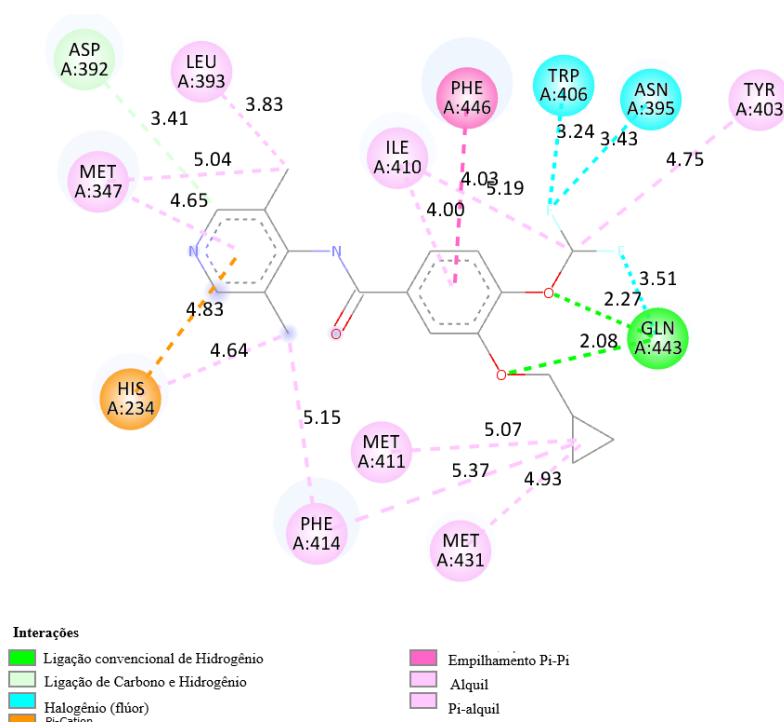 ASP
A:392
LEU
A:393
PHE
A:446
TRP
A:406
ASN
A:395
TYR
A:403
3.41
3.83
3.24
3.43
MET
A:347
5.04
ILE
A:410
4.75
4.65
4.03
5.19
4.00
N
N
F
F
4.83
O
O
3.51
2.27
GLN
A:443
4.64
2.08
HIS
A:234
O
5.15
MET
A:411
5.07
5.37
4.93
PHE
A:414
MET
A:431
Interações
Ligação convencional de Hidrogênio
Ligação de Carbono e Hidrogênio
Halogênio (flúor)
Pi-Cation
Empilhamento Pi-Pi
Alquil
Pi-alquil